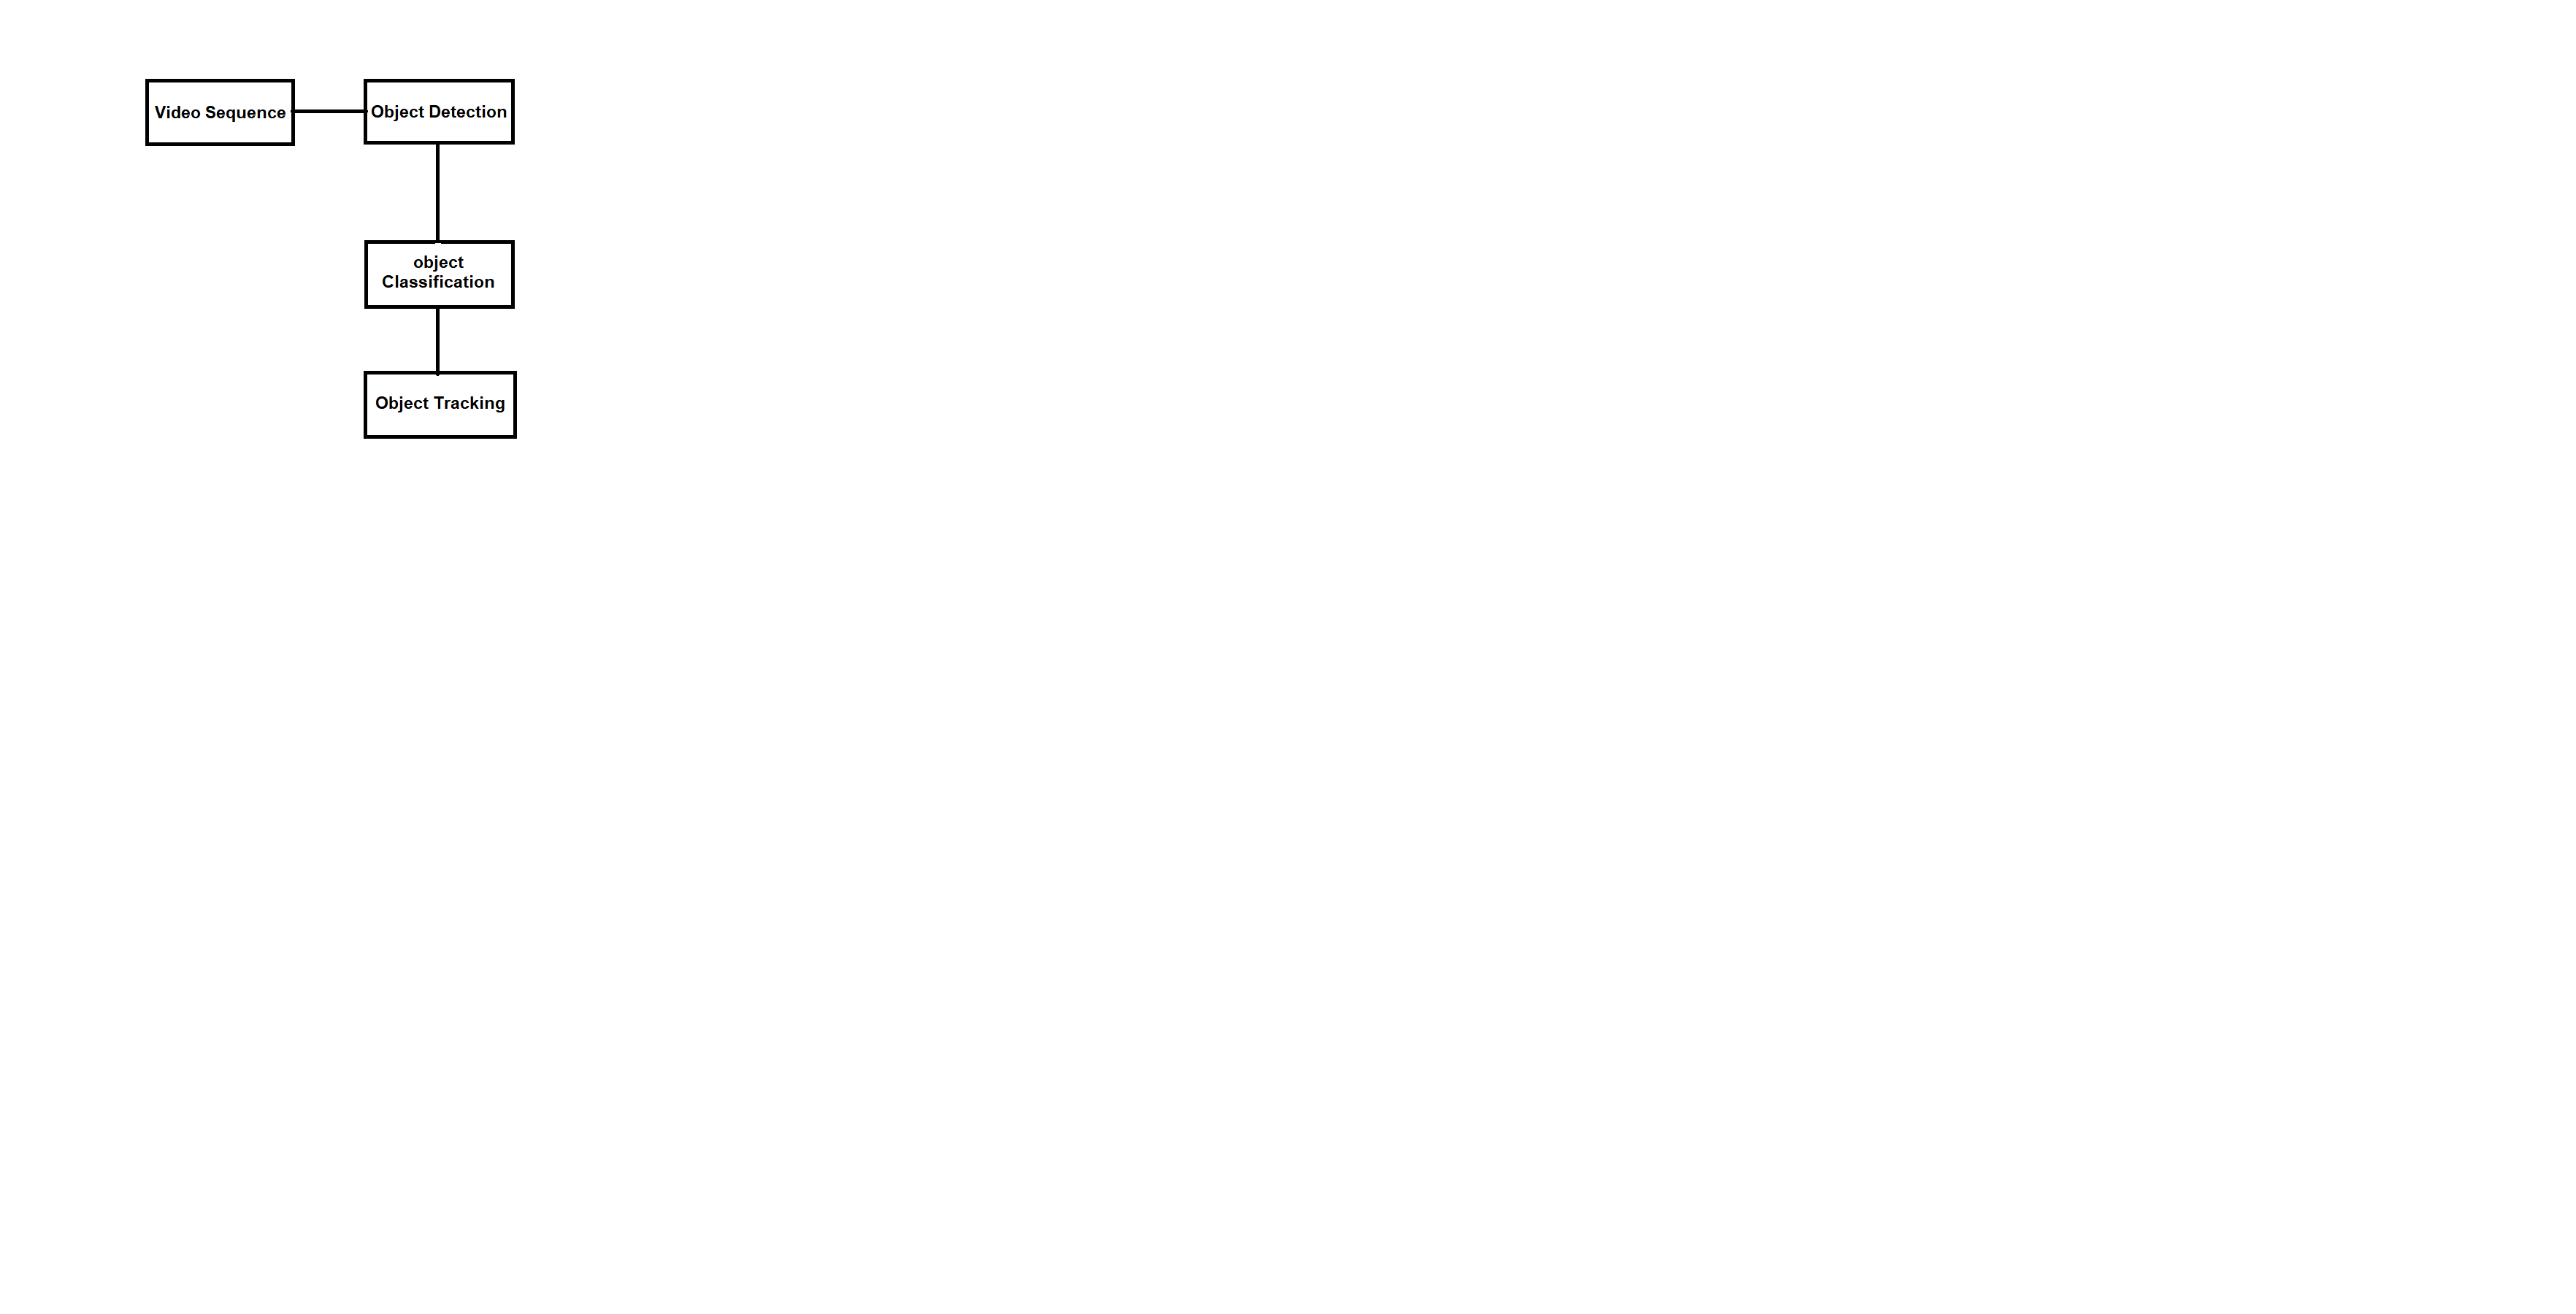 Video Sequence
Object Detection
object
Classification
Object Tracking